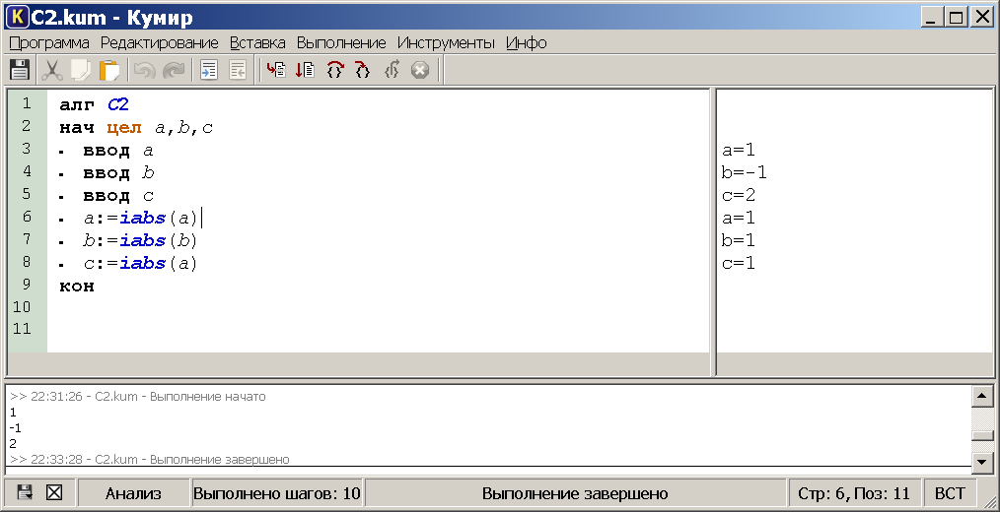 C2.kum - Кумир
Программа Редактирование Вставка Выполнение Инструменты Инфо
1 алг C2
2 нач цел a,b,c
3 ввод a a=1
4 ввод b b=-1
5 ввод c c=2
6 a:=iabs(a) a=1
7 b:=iabs(b) b=1
8 c:=iabs(a) c=1
9 кон
10
11
>> 22:31:26 - C2.kum - Выполнение начато
1
-1
2
>> 22:33:28 - C2.kum - Выполнение завершено
Анализ Выполнено шагов: 10 Выполнение завершено Стр: 6, Поз: 11 ВСТ